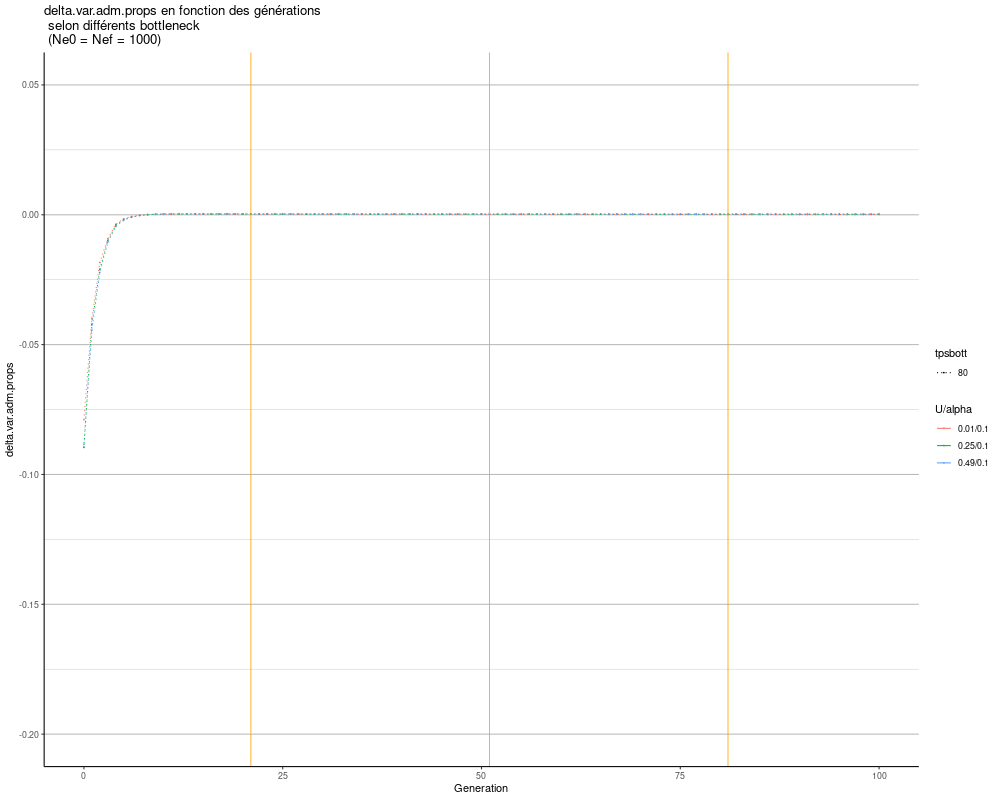 delta.var.adm.props en fonction des générations
selon différents bottleneck
(Ne0 = Nef = 1000)
delta.var.adm.props
0.05
0.00
-0.05
-0.10
-0.15
-0.20
0
25
50
75
100
Generation
tpsbott
80
U/alpha
0.01/0.1
0.25/0.1
0.49/0.1